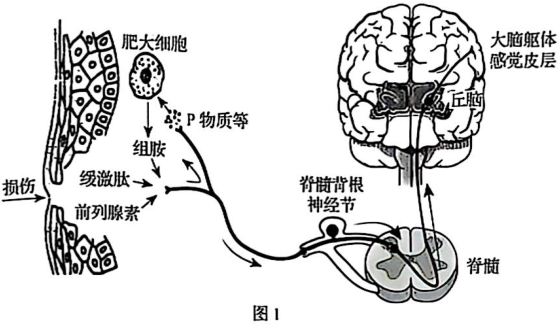 肥大细胞
P物质等
组胺
缓激肽
前列腺素
损伤
大脑躯体
感觉皮层
丘脑
脊髓背根
神经节
脊髓
图1